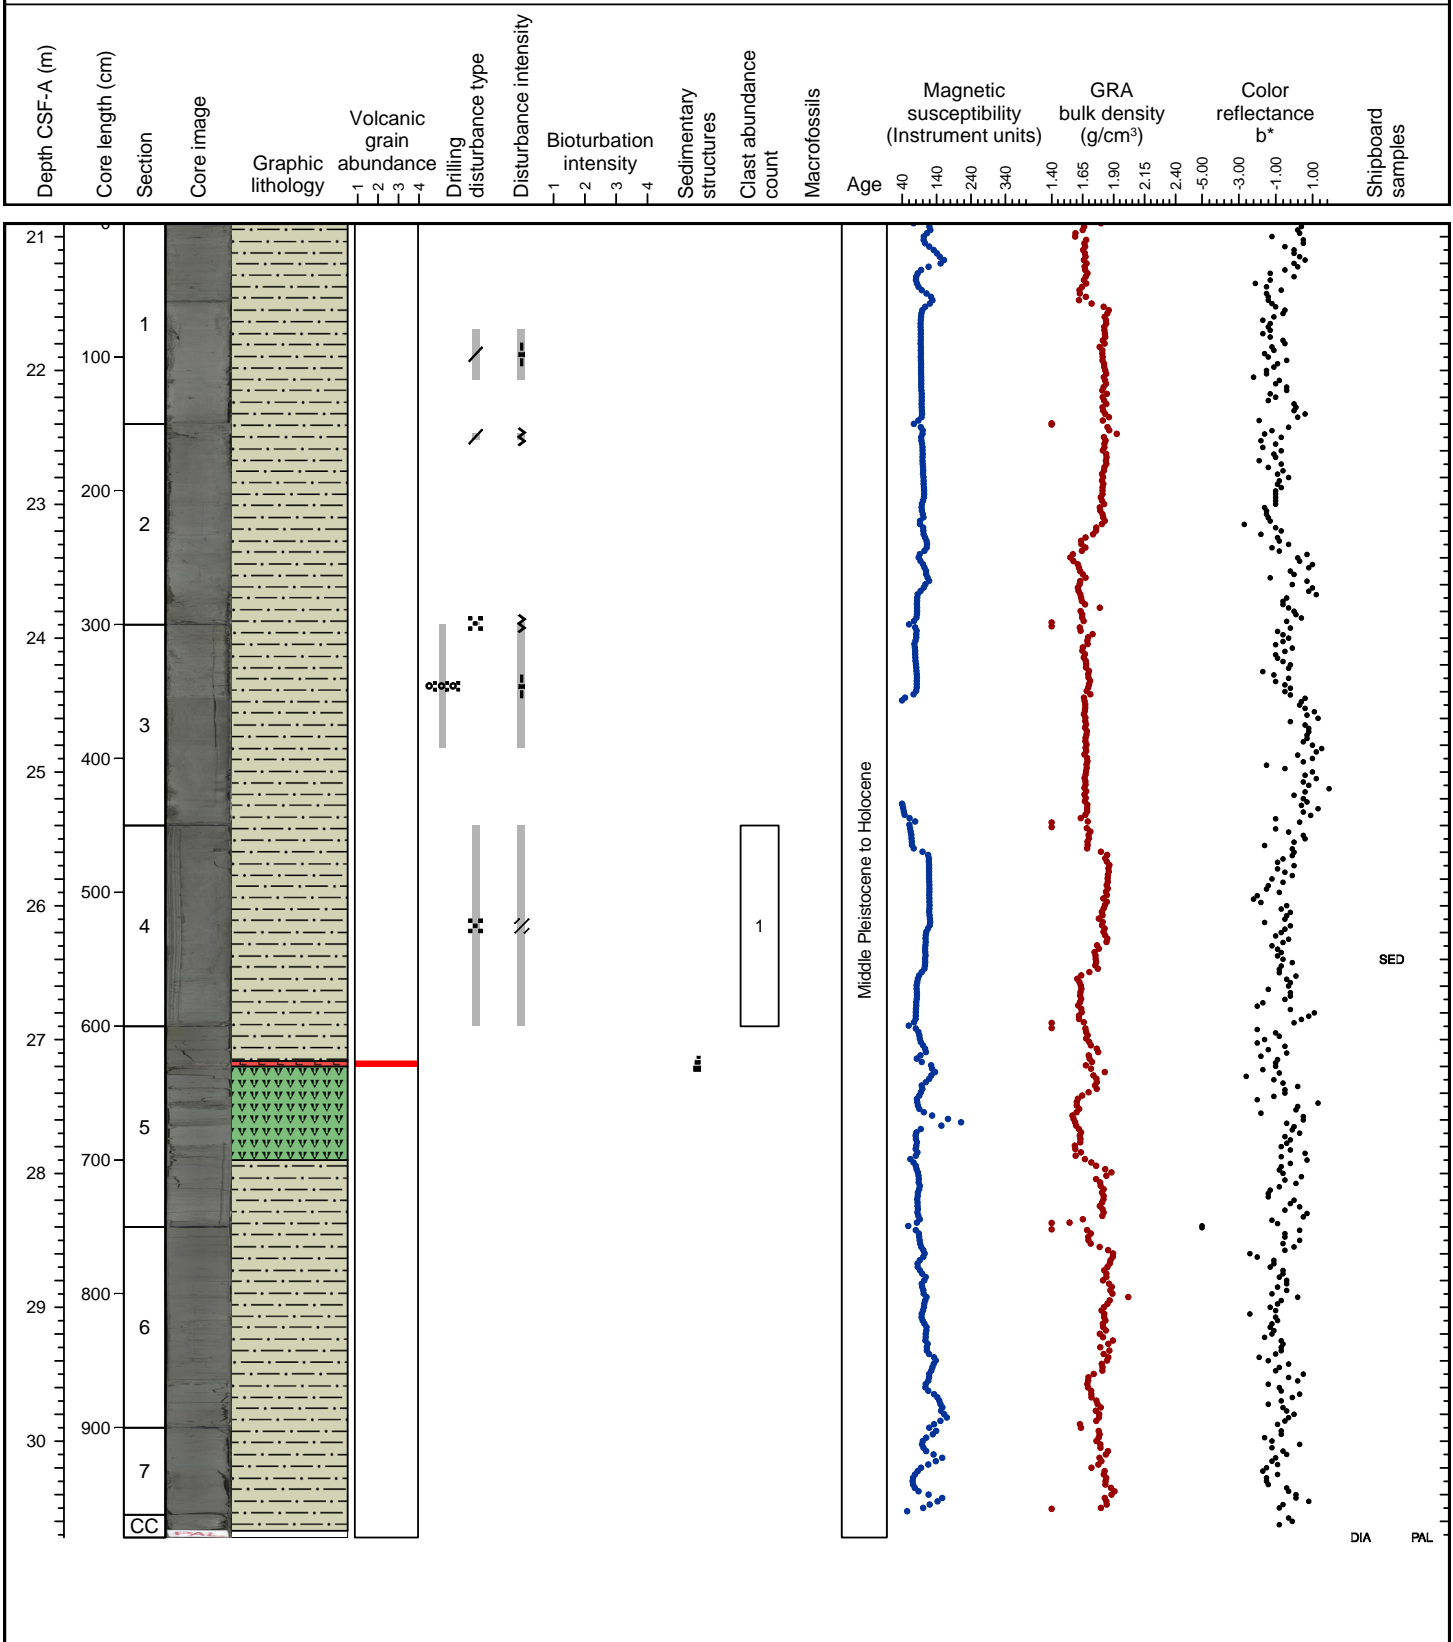 Depth CSF-A (m)
Core length (cm)
Section
Core image
Graphic
lithology
Volcanic
grain
abundance
1 2 3 4
Drilling
disturbance type
Disturbance intensity
Bioturbation
intensity
1 2 3 4
Sedimentary
structures
Clast abundance
count
Macrofossils
Age
Magnetic
susceptibility
(Instrument units)
40 140 240 340
GRA
bulk density
(g/cm³)
1.40 1.65 1.90 2.15 2.40
Color
reflectance
b*
-5.00 -3.00 -1.00 1.00
Shipboard
samples
0
21
1
100
22
200
23
2
300
24
3
400
25
Middle Pleistocene to Holocene
500
26
4
1
SED
600
27
5
700
28
800
29
6
900
30
7
CC
PAL
DIA PAL